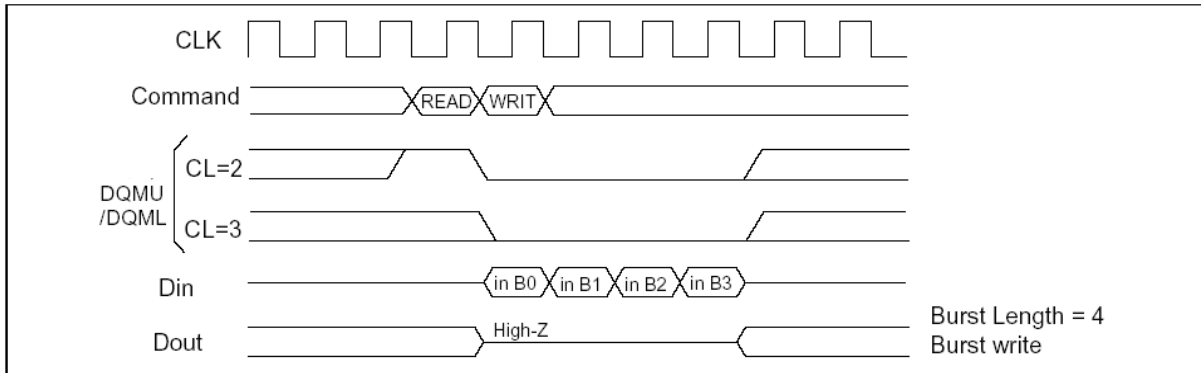 CLK
Command
READ WRIT
DQMU
/DQML
CL=2
CL=3
Din
in B0 in B1 in B2 in B3
Dout
High-Z
Burst Length = 4
Burst write